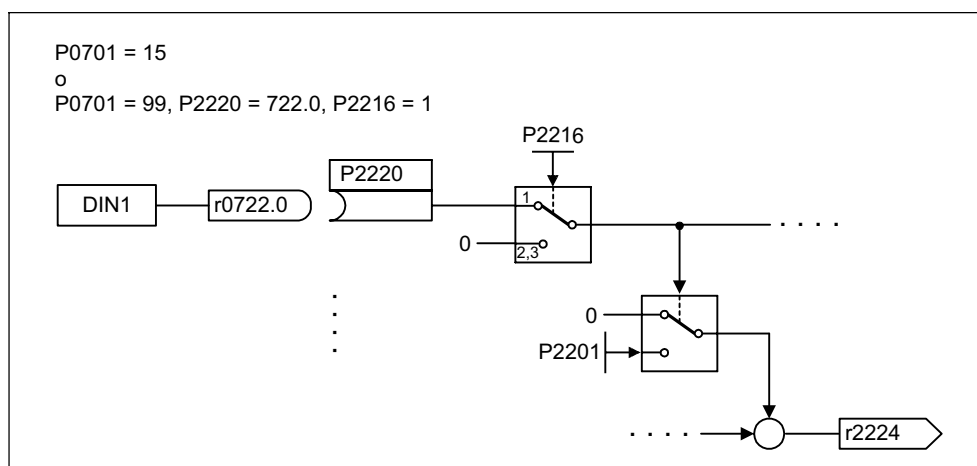 P0701 = 15
o
P0701 = 99, P2220 = 722.0, P2216 = 1
P2216
P2220
DIN1
r0722.0
1
0
2,3
. . . .
0
P2201
. . . .
r2224